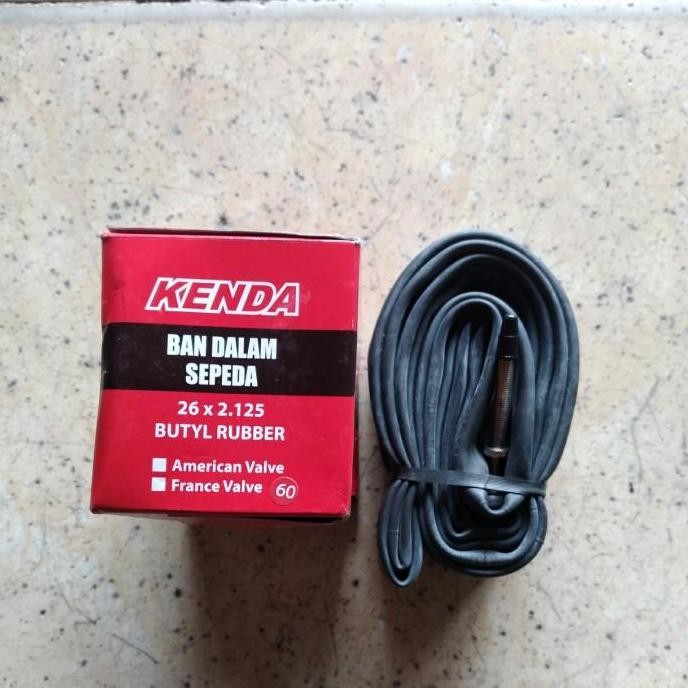 KENDA
BAN DALAM
SEPEDA
26 x 2.125
BUTYL RUBBER
American Valve
France Valve 60